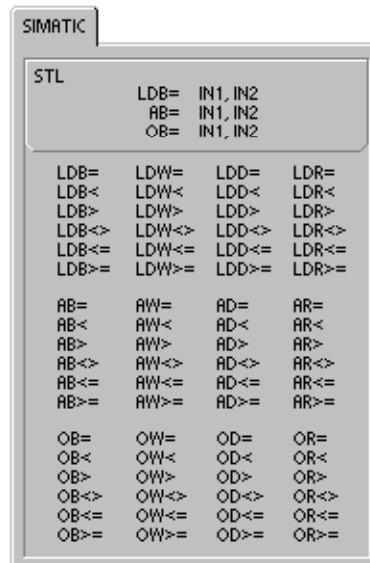 SIMATIC
STL
LDB= IN1, IN2
AB= IN1, IN2
OB= IN1, IN2
LDB= LDW= LDD= LDR=
LDB< LDW< LDD< LDR<
LDB> LDW> LDD> LDR>
LDB<> LDW<> LDD<> LDR<>
LDB<= LDW<= LDD<= LDR<=
LDB>= LDW>= LDD>= LDR>=
AB= AW= AD= AR=
AB< AW< AD< AR<
AB> AW> AD> AR>
AB<> AW<> AD<> AR<>
AB<= AW<= AD<= AR<=
AB>= AW>= AD>= AR>=
OB= OW= OD= OR=
OB< OW< OD< OR<
OB> OW> OD> OR>
OB<> OW<> OD<> OR<>
OB<= OW<= OD<= OR<=
OB>= OW>= OD>= OR>=